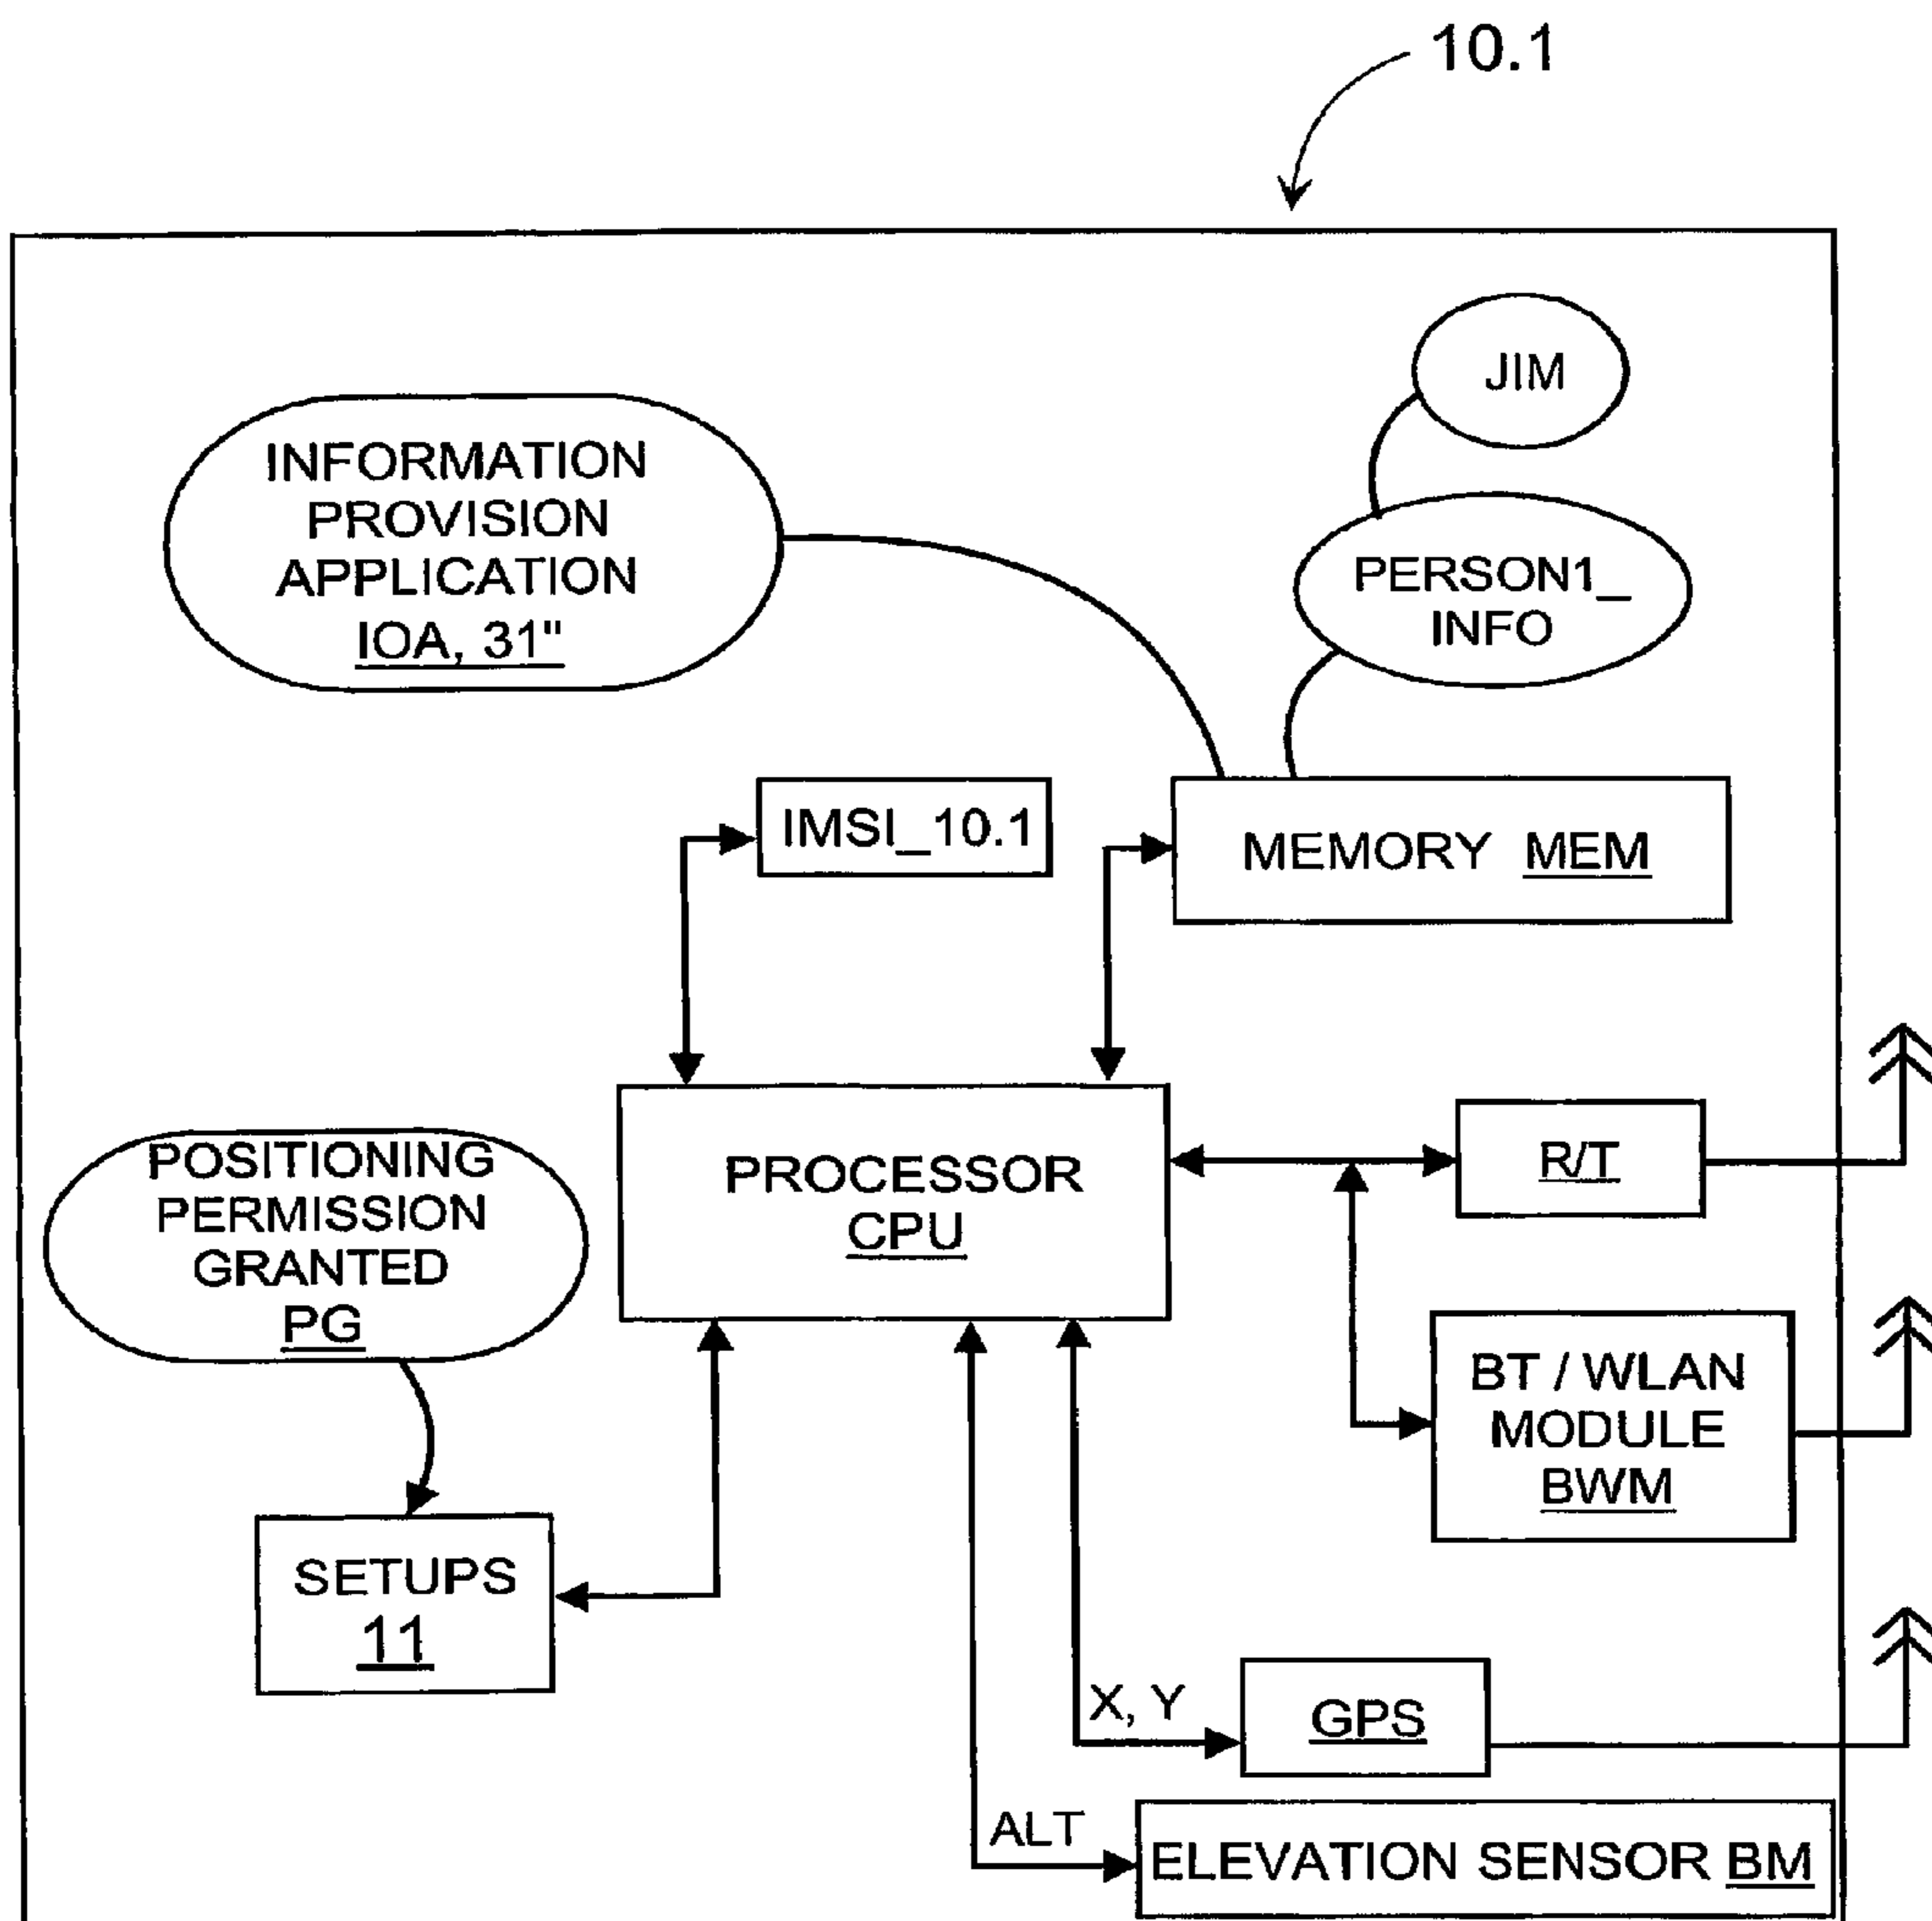 10.1
JIM
INFORMATION
PROVISION
APPLICATION
IOA, 31"
PERSON1_
INFO
IMSI_10.1
MEMORY MEM
POSITIONING
PERMISSION
GRANTED
PG
PROCESSOR
CPU
R/T
BT / WLAN
MODULE
BWM
SETUPS
11
X, Y
GPS
ALT
ELEVATION SENSOR BM